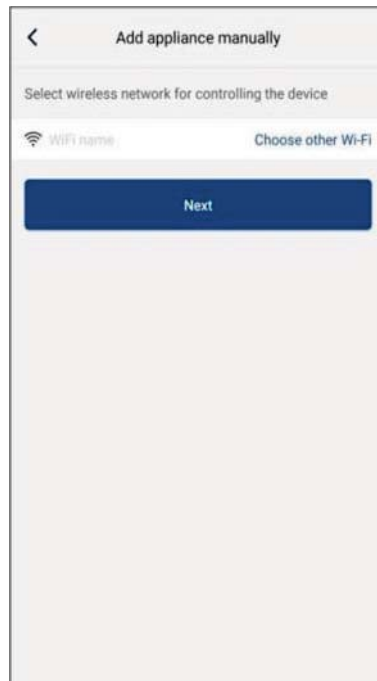 Add appliance manually
Select wireless network for controlling the device
WiFi name Choose other Wi-Fi
Next